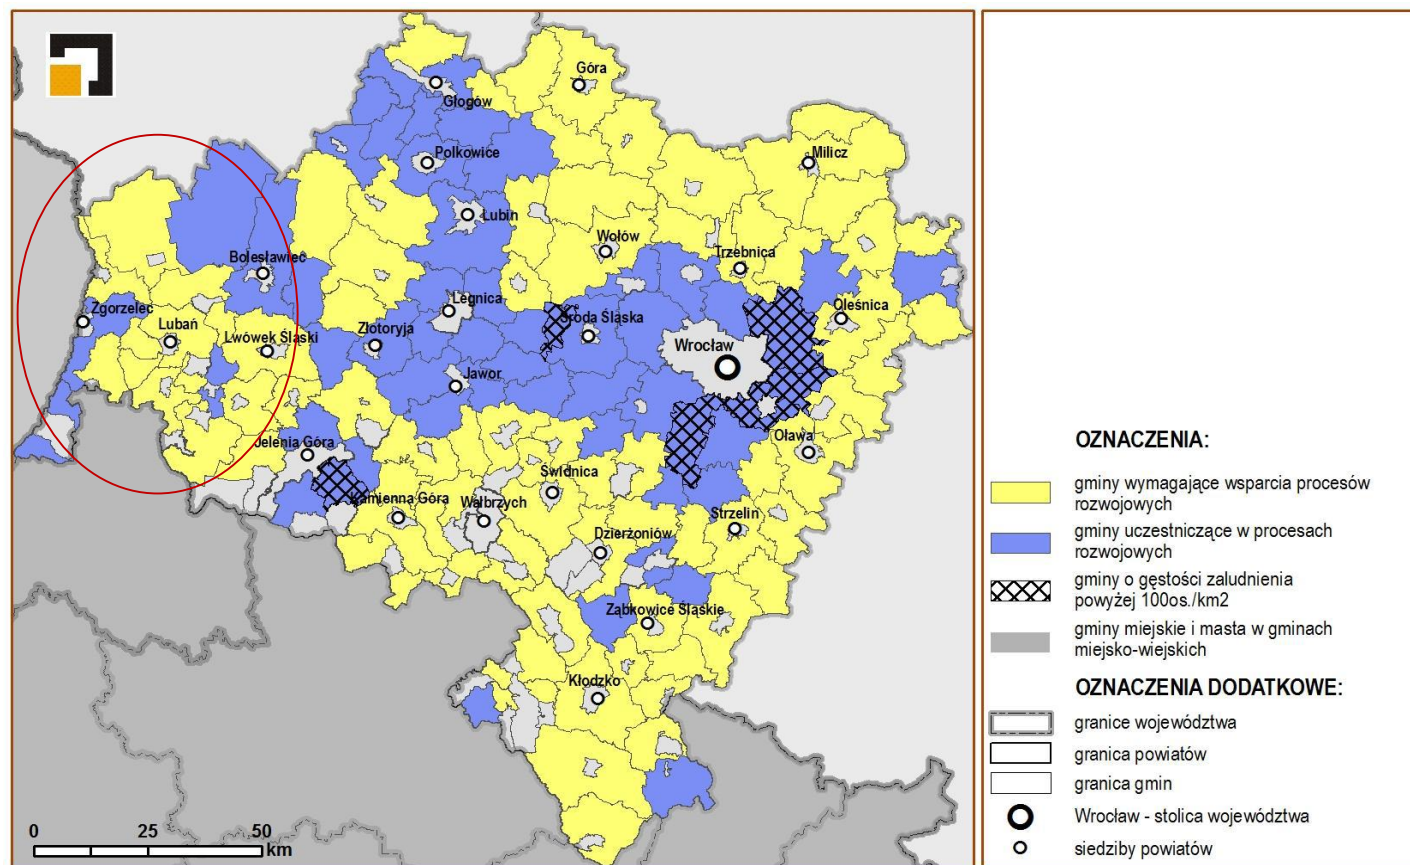 Góra
Głogów
Polkowice
Milicz
Lubin
Wołów
Trzebnica
Bolesławiec
Zgorzelec
Legnica
Oleśnica
Lubań
Lwówek Śląski
Złotoryja
Środa Śląska
Wrocław
Jawor
Jelenia Góra
Oława
Świdnica
Kamienna Góra
Wałbrzych
Strzelin
Dzierżoniów
Ząbkowice Śląskie
Kłodzko
0 25 50
km
OZNACZENIA:
gminy wymagające wsparcia procesów
rozwojowych
gminy uczestniczące w procesach
rozwojowych
gminy o gęstości zaludnienia
powyżej 100os./km2
gminy miejskie i masta w gminach
miejsko-wiejskich
OZNACZENIA DODATKOWE:
granice województwa
granica powiatów
granica gmin
Wrocław - stolica województwa
siedziby powiatów